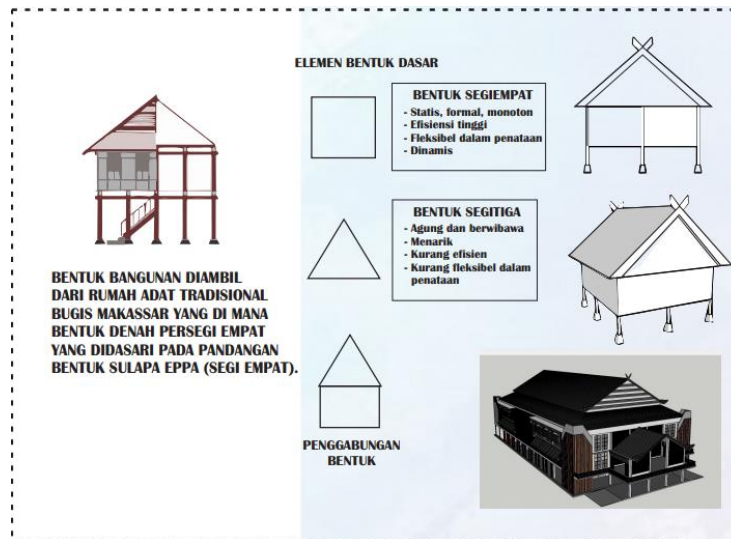 ELEMEN BENTUK DASAR
BENTUK SEGIEMPAT
- Statis, formal, monoton
- Efisiensi tinggi
- Fleksibel dalam penataan
- Dinamis
BENTUK SEGITIGA
- Agung dan berwibawa
- Menarik
- Kurang efisien
- Kurang fleksibel dalam
penataan
BENTUK BANGUNAN DIAMBIL
DARI RUMAH ADAT TRADISIONAL
BUGIS MAKASSAR YANG DI MANA
BENTUK DENAH PERSEGI EMPAT
YANG DIDASARI PADA PANDANGAN
BENTUK SULAPA EPPA (SEGI EMPAT).
PENGGABUNGAN
BENTUK